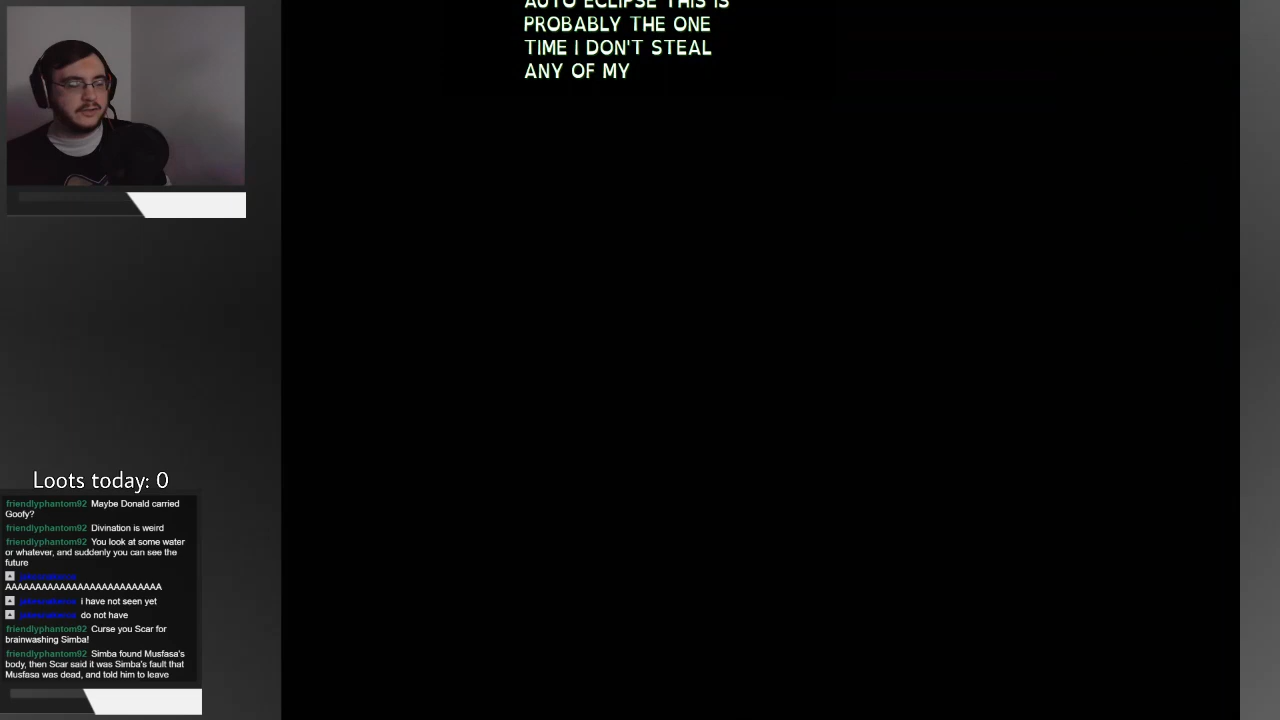 AUTO ECLIPSE THIS IS
PROBABLY THE ONE
TIME I DON'T STEAL
ANY OF MY
Loots today: 0
friendlyphantom92 Maybe Donald carried
Goofy?
friendlyphantom92 Divination is weird
friendlyphantom92 You look at some water
or whatever, and suddenly you can see the
future
AAAAAAAAAAAAAAAAAAAAAAAAAA
i have not seen yet
do not have
friendlyphantom92 Curse you Scar for
brainwashing Simba!
friendlyphantom92 Simba found Musfasa's
body, then Scar said it was Simba's fault that
Musfasa was dead, and told him to leave